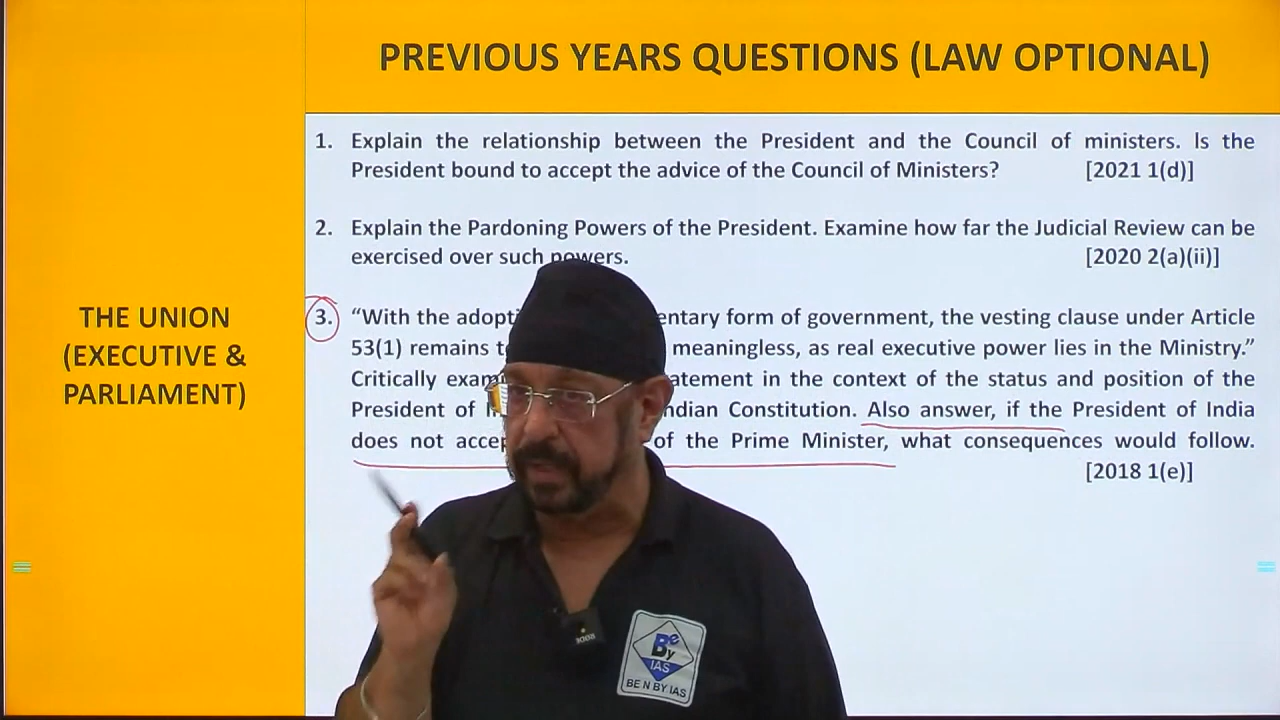 PREVIOUS YEARS QUESTIONS (LAW OPTIONAL)
THE UNION
(EXECUTIVE &
PARLIAMENT)
1. Explain the relationship between the President and the Council of ministers. Is the
President bound to accept the advice of the Council of Ministers? [2021 1(d)]
2. Explain the Pardoning Powers of the President. Examine how far the Judicial Review can be
exercised over such powers. [2020 2(a)(ii)]
3. “With the form of government, the vesting clause under Article
53(1) remains meaningless, as real executive power lies in the Ministry.”
Critically in the context of the status and position of the
President of Constitution. Also answer, if the President of India
does not of the Prime Minister, what consequences would follow.
[2018 1(e)]
Be
By
IAS
BE N BY IAS